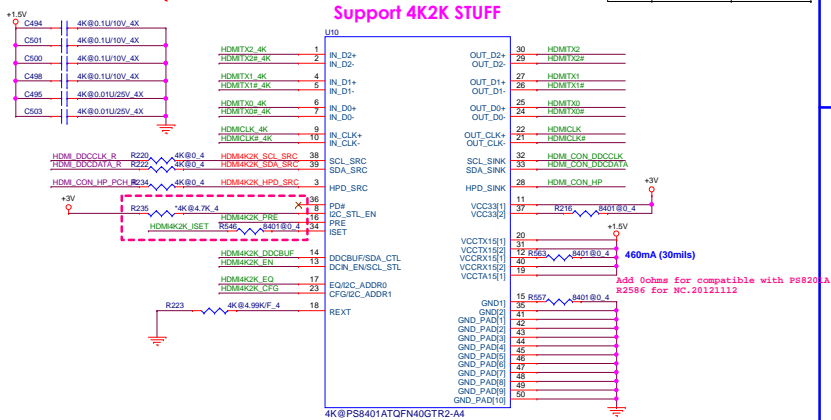 Support 4K2K STUFF
+1.5V
C494 4K@0.1U/10V_4X
C501 4K@0.1U/10V_4X
C500 4K@0.1U/10V_4X
C498 4K@0.1U/10V_4X
C495 4K@0.01U/25V_4X
C503 4K@0.01U/25V_4X
U10
HDMITX2_4K 1 IN_D2+ OUT_D2+ 30 HDMITX2
HDMITX2#_4K 2 IN_D2- OUT_D2- 29 HDMITX2#
HDMITX1_4K 4 IN_D1+ OUT_D1+ 27 HDMITX1
HDMITX1#_4K 5 IN_D1- OUT_D1- 26 HDMITX1#
HDMITX0_4K 6 IN_D0+ OUT_D0+ 25 HDMITX0
HDMITX0#_4K 7 IN_D0- OUT_D0- 24 HDMITX0#
HDMICLK_4K 9 IN_CLK+ OUT_CLK+ 22 HDMICLK
HDMICLK#_4K 10 IN_CLK- OUT_CLK- 21 HDMICLK#
HDMI_DDCCLK_R R220 4K@0_4 HDMI4K2K_SCL_SRC 38 SCL_SRC SCL_SINK 32 HDMI_CON_DDCCLK
HDMI_DDCDATA_R R222 4K@0_4 HDMI4K2K_SDA_SRC 39 SDA_SRC SDA_SINK 33 HDMI_CON_DDCDATA
HDMI_CON_HP_PCH_R R234 4K@0_4 HDMI4K2K_HPD_SRC 3 HPD_SRC HPD_SINK 28 HDMI_CON_HP
+3V
+3V
36 PD# VCC33[1] 11
R235 *4K@4.7K_4 8 I2C_STL_EN VCC33[2] 37 R216 8401@0_4
HDMI4K2K_PRE 16 PRE
HDMI4K2K_ISET R546 8401@0_4 34 ISET
+1.5V
VCCTX15[1] 20
VCCTX15[2] 31
HDMI4K2K_DDCBUF 14 DDCBUF/SDA_CTL VCCRX15[1] 12 R563 8401@0_4 460mA (30mils)
HDMI4K2K_EN 13 DCIN_EN/SCL_STL VCCRX15[2] 40
VCCTA15[1] 19
HDMI4K2K_EQ 17 EQ/I2C_ADDR0
HDMI4K2K_CFG 23 CFG/I2C_ADDR1
Add 0ohms for compatible with PS8201A
R2586 for NC.20121112
R223 4K@4.99K/F_4 18 REXT
GND1] 15 R557 8401@0_4
GND[2] 35
GND_PAD[1] 41
GND_PAD[2] 42
GND_PAD[3] 43
GND_PAD[4] 44
GND_PAD[5] 45
GND_PAD[6] 46
GND_PAD[7] 47
GND_PAD[8] 48
GND_PAD[9] 49
GND_PAD[10] 50
4K@PS8401ATQFN40GTR2-A4